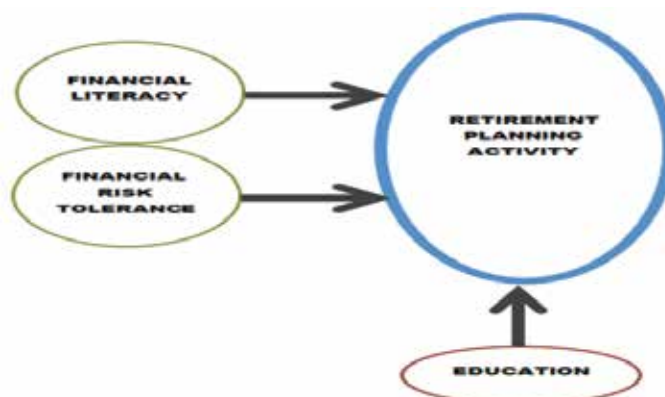 FINANCIAL
LITERACY
FINANCIAL
RISK
TOLERANCE
RETIREMENT
PLANNING
ACTIVITY
EDUCATION